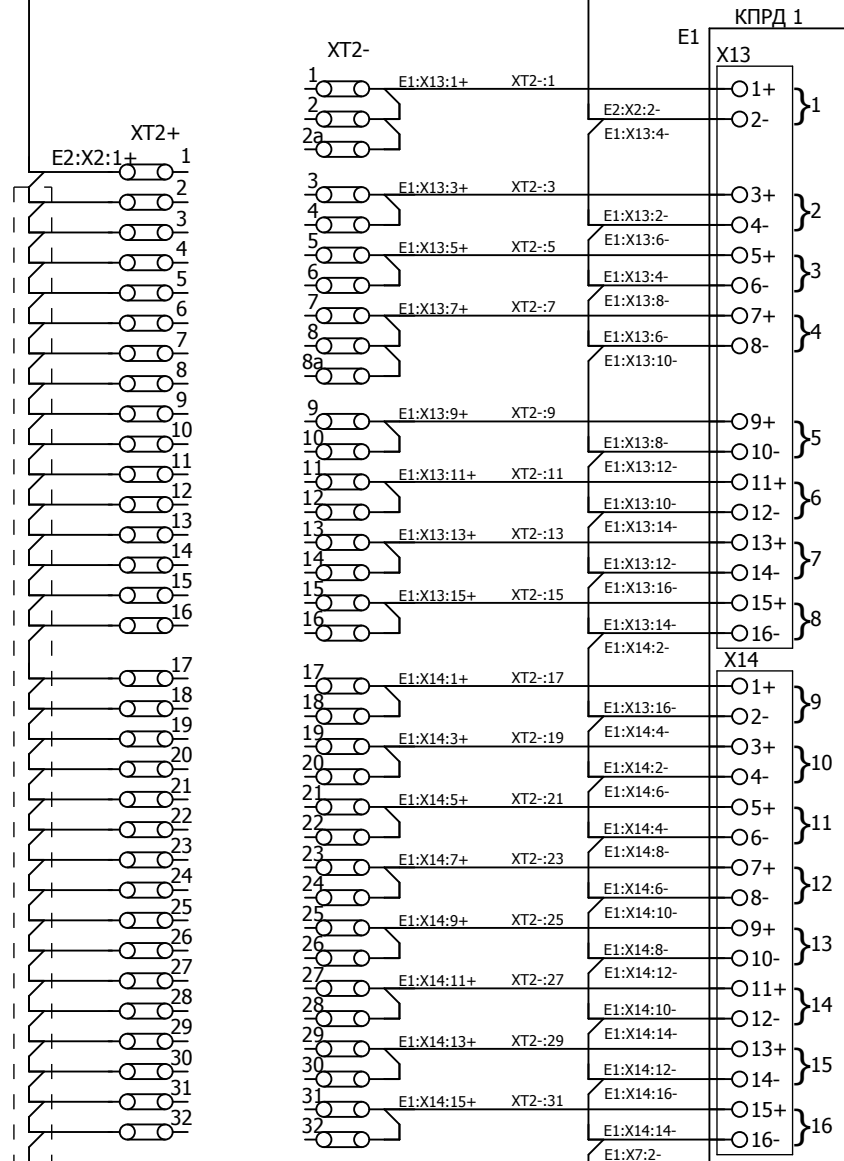 КПРД 1
E1
XT2-
X13
1 E1:X13:1+ XT2-:1 1+
2 E2:X2:2- 2- 1
2а E1:X13:4-
XT2+
E2:X2:1+ 1
2
3 E1:X13:3+ XT2-:3 3+
3
4 E1:X13:2- 4- 2
4
5 E1:X13:5+ E1:X13:6- XT2-:5 5+
5
6 E1:X13:4- 6- 3
6
7 E1:X13:7+ E1:X13:8- XT2-:7 7+
7
8 E1:X13:6- 8- 4
8
8а E1:X13:10-
9
9 E1:X13:9+ XT2-:9 9+
10
10 E1:X13:8- 10- 5
11
11 E1:X13:11+ XT2-:11 E1:X13:12- 11+
12
12 E1:X13:10- 12- 6
13
13 E1:X13:13+ XT2-:13 E1:X13:14- 13+
14
14 E1:X13:12- 14- 7
15
15 E1:X13:15+ XT2-:15 E1:X13:16- 15+
16
16 E1:X13:14- 16- 8
E1:X14:2-
X14
17
17 E1:X14:1+ XT2-:17 1+
18
18 E1:X13:16- 2- 9
19
19 E1:X14:3+ XT2-:19 E1:X14:4- 3+
20
20 E1:X14:2- 4- 10
21
21 E1:X14:5+ XT2-:21 E1:X14:6- 5+
22
22 E1:X14:4- 6- 11
23
23 E1:X14:7+ XT2-:23 E1:X14:8- 7+
24
24 E1:X14:6- 8- 12
25
25 E1:X14:9+ XT2-:25 E1:X14:10- 9+
26
26 E1:X14:8- 10- 13
27
27 E1:X14:11+ XT2-:27 E1:X14:12- 11+
28
28 E1:X14:10- 12- 14
29
29 E1:X14:13+ XT2-:29 E1:X14:14- 13+
30
30 E1:X14:12- 14- 15
31
31 E1:X14:15+ XT2-:31 E1:X14:16- 15+
32
32 E1:X14:14- 16- 16
E1:X7:2-